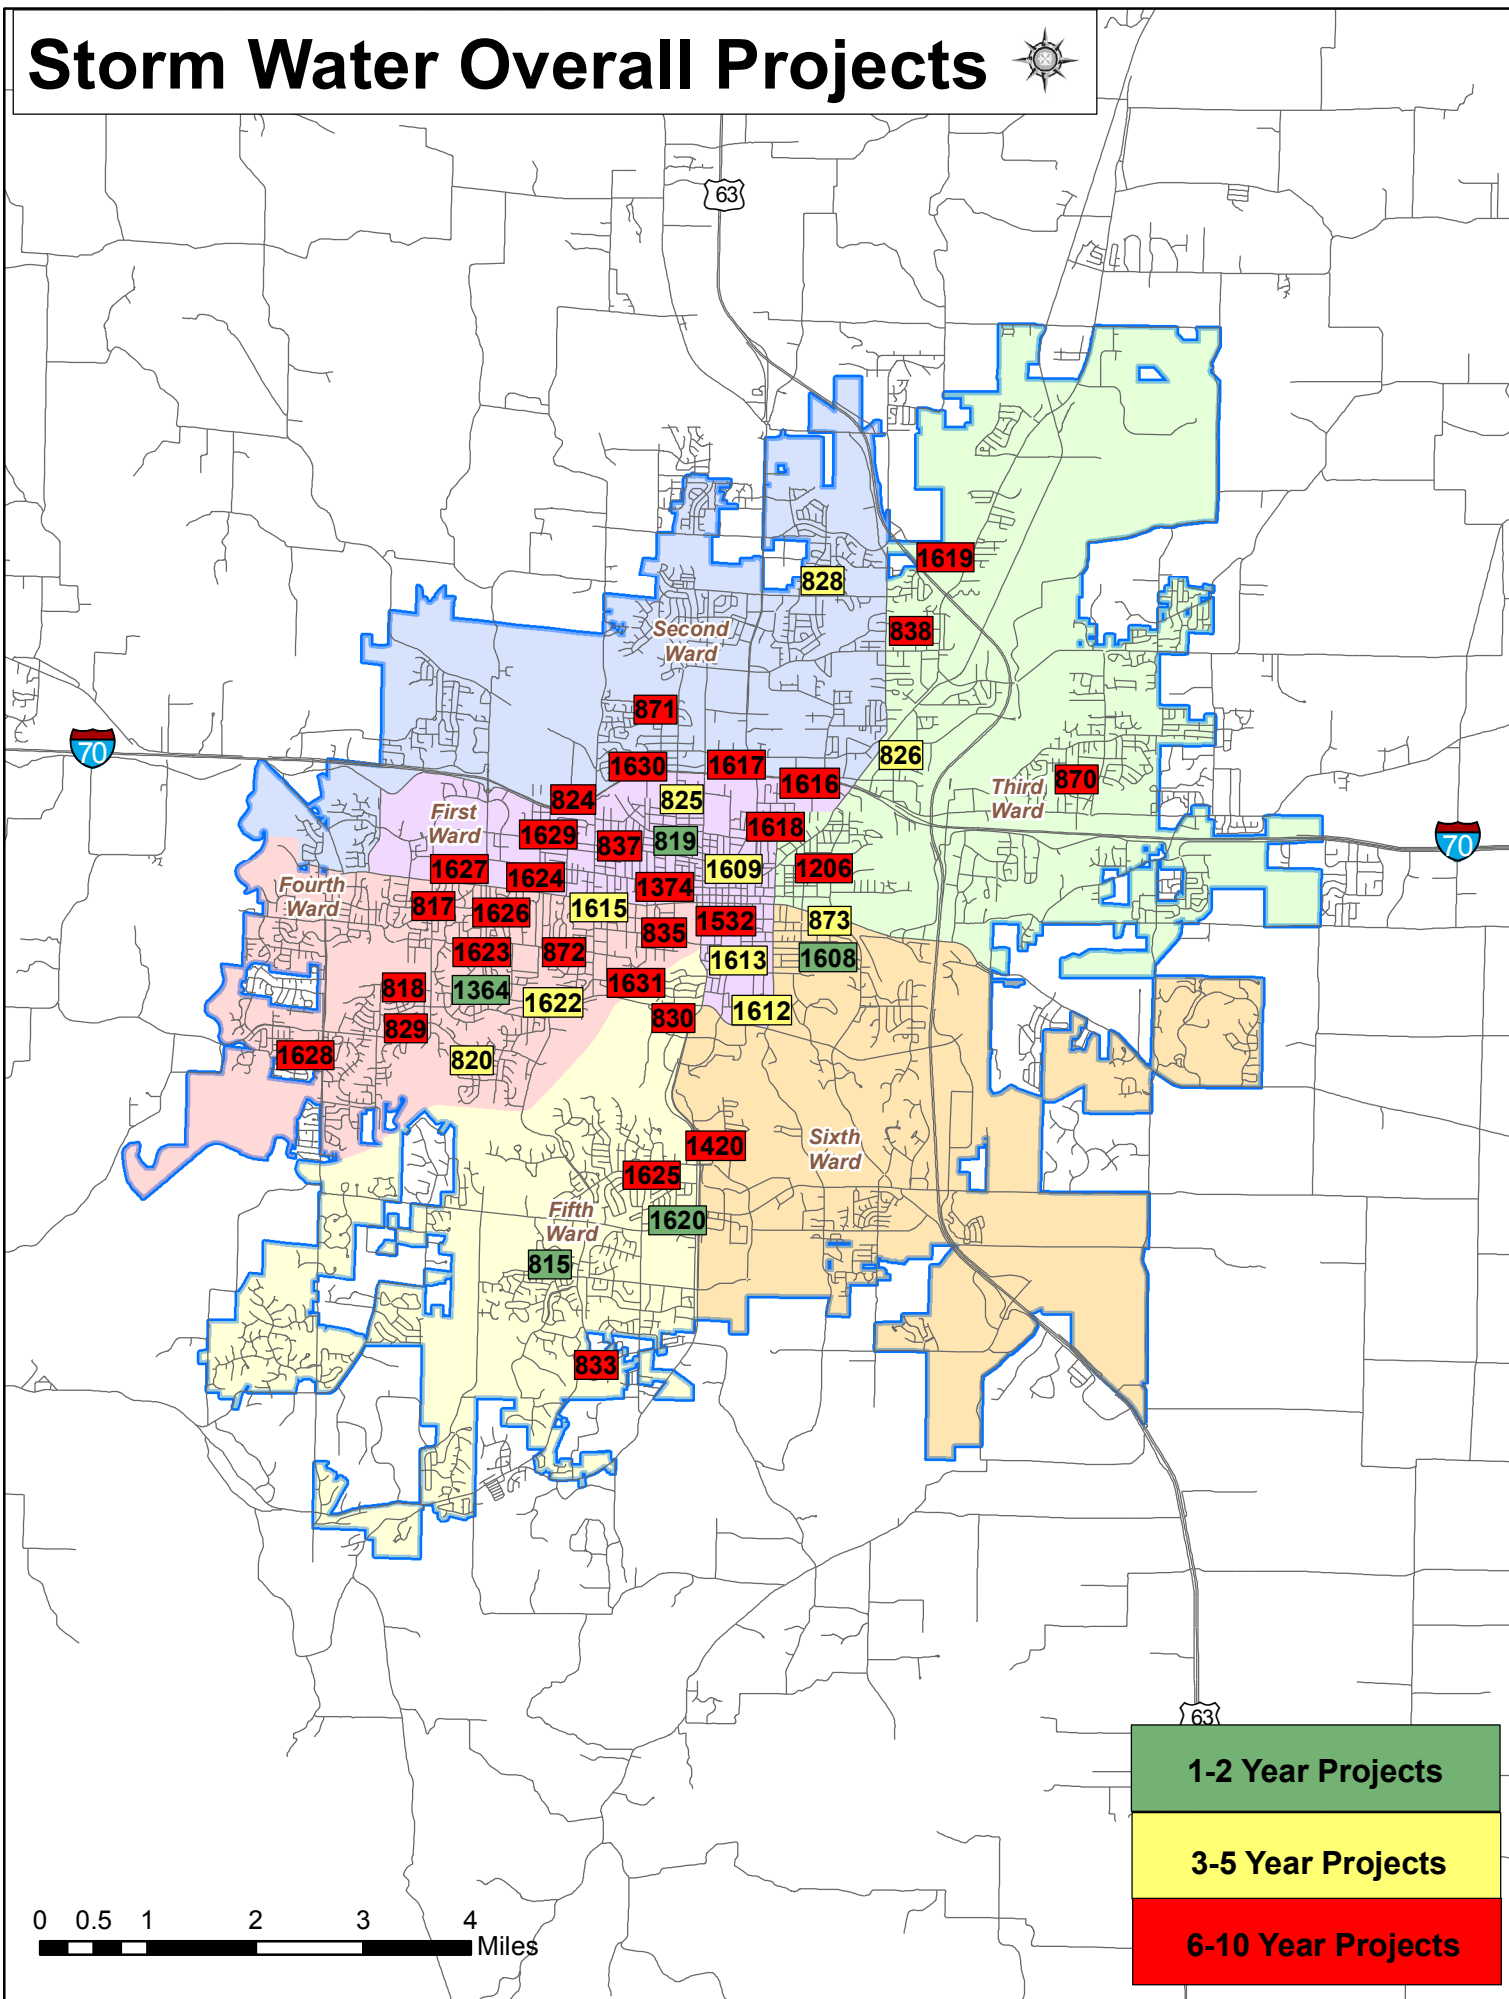 Storm Water Overall Projects
63
1619
828
838
Second
Ward
871
70
826
1630
1617
1616
870
Third
Ward
824
825
First
Ward
1629
837
819
1618
70
1627
1624
1609
1206
Fourth
Ward
1374
817
1626
1615
1532
873
835
1623
872
1613
1608
818
1364
1631
1622
1612
830
829
1628
820
1420
Sixth
Ward
1625
Fifth
Ward
1620
815
833
63
1-2 Year Projects
3-5 Year Projects
6-10 Year Projects
0 0.5 1 2 3 4
Miles